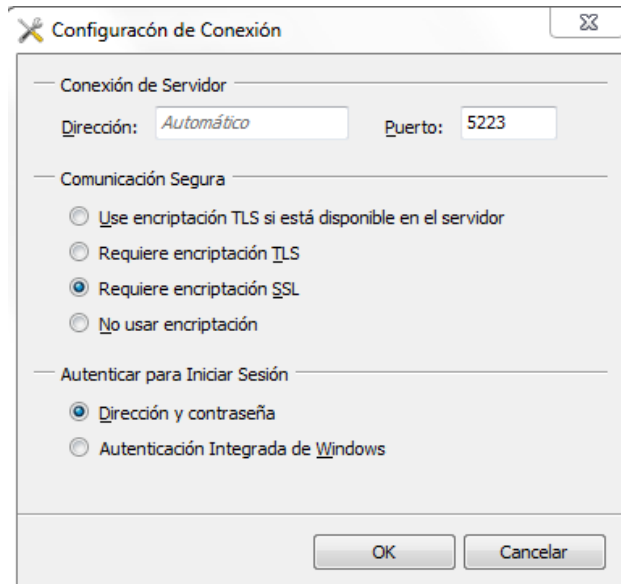 Configuracón de Conexión
Conexión de Servidor
Dirección: Automático Puerto: 5223
Comunicación Segura
Use encriptación TLS si está disponible en el servidor
Requiere encriptación TLS
Requiere encriptación SSL
No usar encriptación
Autenticar para Iniciar Sesión
Dirección y contraseña
Autenticación Integrada de Windows
OK Cancelar